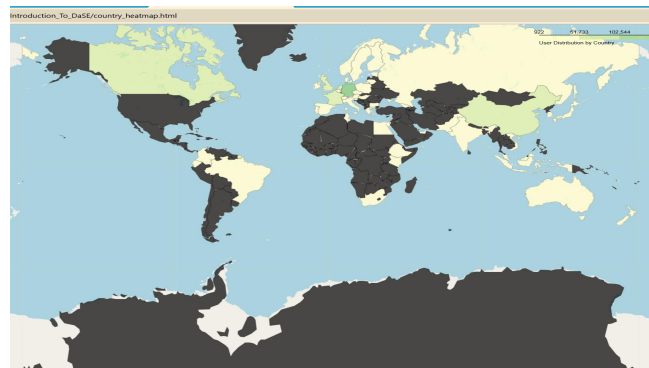 Introduction_To_DaSE/country_heatmap.html
922 51,733 102,544
User Distribution by Country